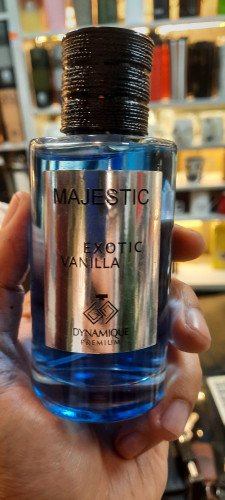 MAJESTIC
EXOTIC
VANILLA
DYNAMIQUE
PREMIUM